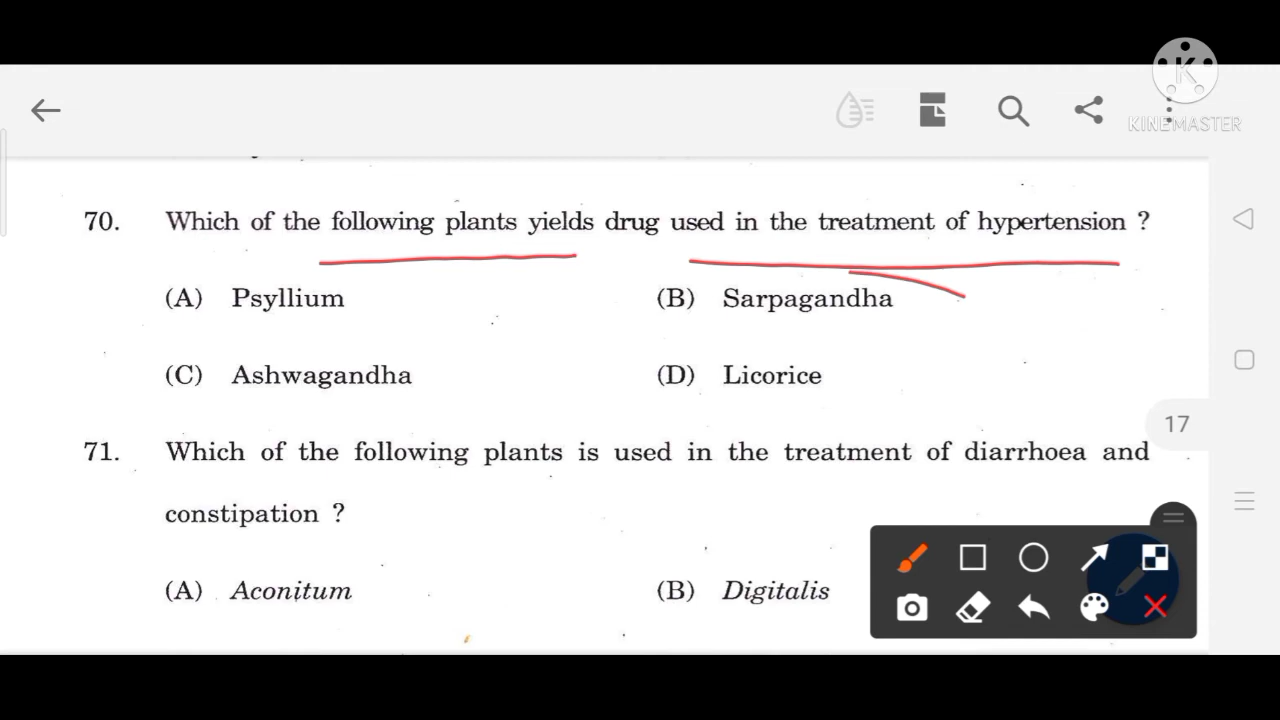 KINEMASTER
70. Which of the following plants yields drug used in the treatment of hypertension ?
(A) Psyllium (B) Sarpagandha
(C) Ashwagandha (D) Licorice
17
71. Which of the following plants is used in the treatment of diarrhoea and
constipation ?
(A) Aconitum (B) Digitalis